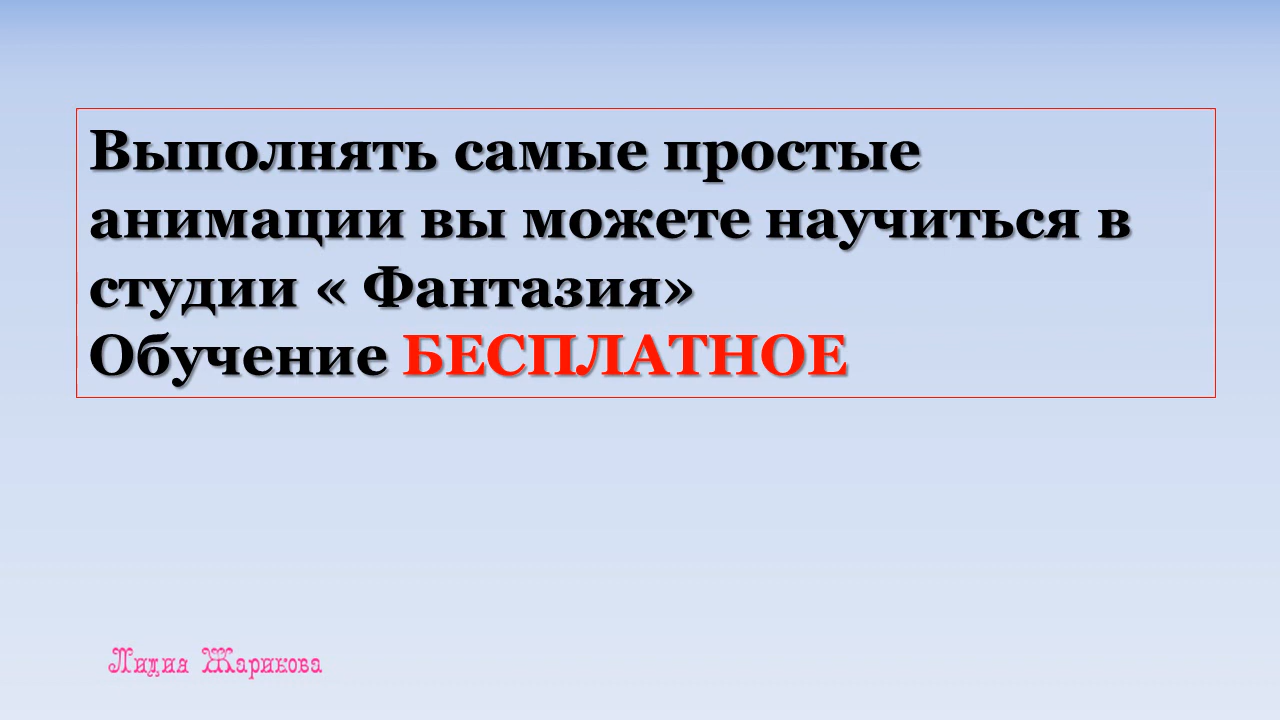 Выполнять самые простые
анимации вы можете научиться в
студии « Фантазия»
Обучение БЕСПЛАТНОЕ
Лидия Жарикова